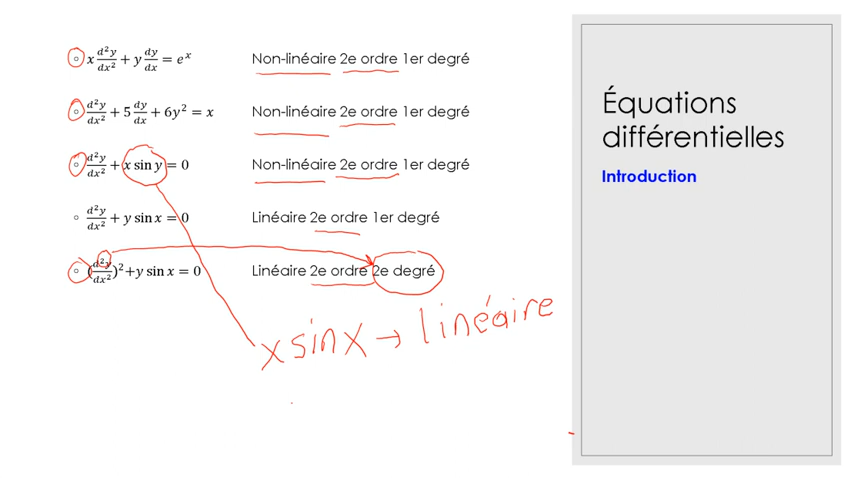 x d²y/dx² + y dy/dx = eˣ Non-linéaire 2e ordre 1er degré
d²y/dx² + 5 dy/dx + 6y² = x Non-linéaire 2e ordre 1er degré
d²y/dx² + x sin y = 0 Non-linéaire 2e ordre 1er degré
d²y/dx² + y sin x = 0 Linéaire 2e ordre 1er degré
(d²y/dx²)² + y sin x = 0 Linéaire 2e ordre 2e degré
x sin x → linéaire
Équations
différentielles
Introduction